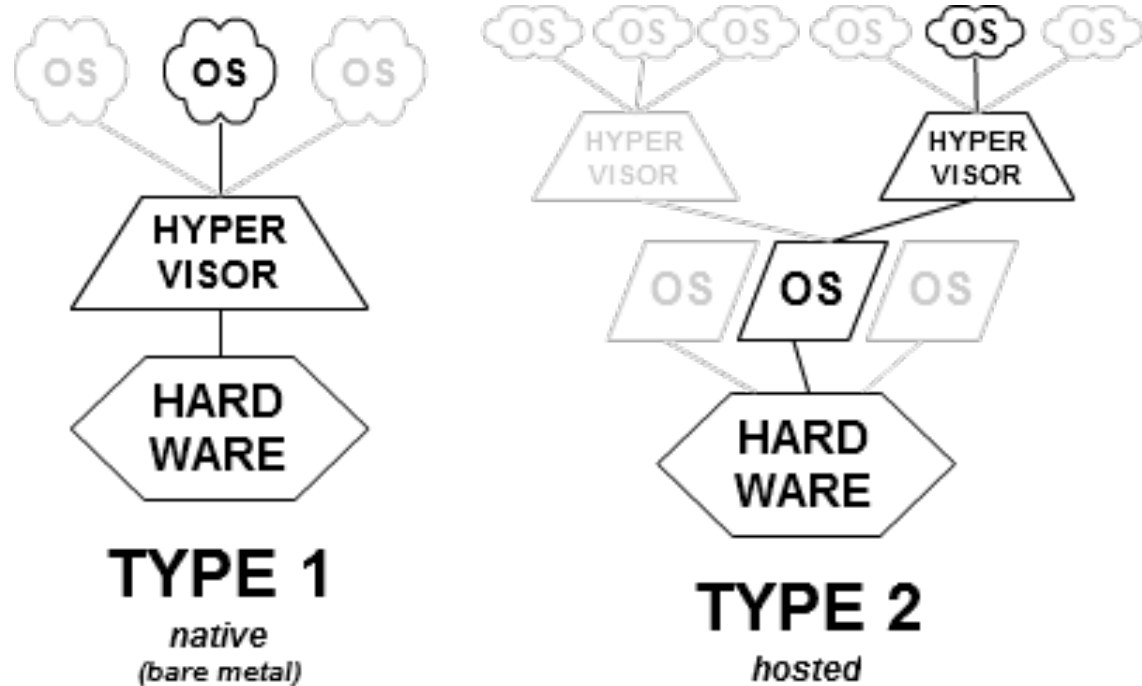 OS OS OS
HYPER
VISOR
HARD
WARE
TYPE 1
native
(bare metal)
OS OS OS OS OS OS
HYPER
VISOR
HYPER
VISOR
OS OS OS
HARD
WARE
TYPE 2
hosted